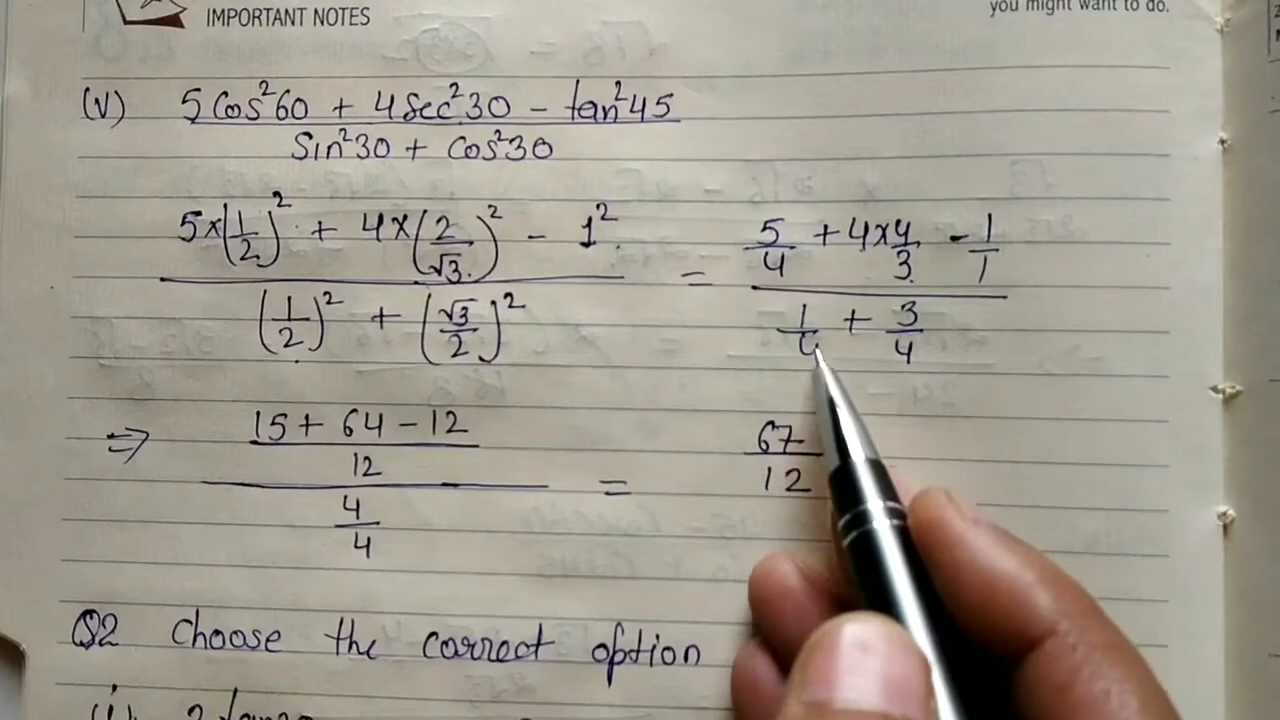 IMPORTANT NOTES
you might want to do.
(V) 5 Cos²60 + 4 Sec²30 - tan²45
Sin²30 + Cos²30
5×(1/2)² + 4×(2/√3)² - 1² = 5/4 + 4×4/3 - 1/1
(1/2)² + (√3/2)² 1/4 + 3/4
⇒ 15 + 64 - 12 67
12 = 12
4
4
Q2 Choose the correct option
(i)